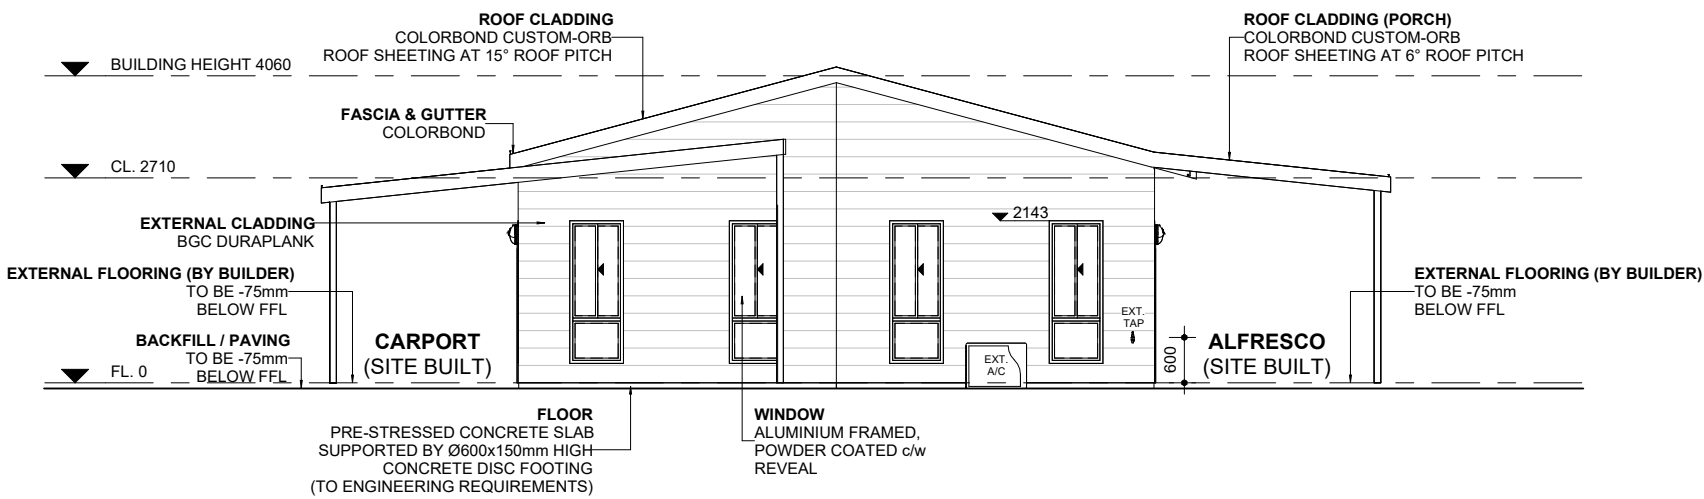 ROOF CLADDING
COLORBOND CUSTOM-ORB
ROOF SHEETING AT 15° ROOF PITCH
ROOF CLADDING (PORCH)
COLORBOND CUSTOM-ORB
ROOF SHEETING AT 6° ROOF PITCH
BUILDING HEIGHT 4060
FASCIA & GUTTER
COLORBOND
CL. 2710
EXTERNAL CLADDING
BGC DURAPLANK
2143
EXTERNAL FLOORING (BY BUILDER)
TO BE -75mm
BELOW FFL
EXTERNAL FLOORING (BY BUILDER)
TO BE -75mm
BELOW FFL
EXT.
TAP
BACKFILL / PAVING
TO BE -75mm
BELOW FFL
FL. 0
CARPORT
(SITE BUILT)
EXT.
A/C
600
ALFRESCO
(SITE BUILT)
FLOOR
PRE-STRESSED CONCRETE SLAB
SUPPORTED BY Ø600x150mm HIGH
CONCRETE DISC FOOTING
(TO ENGINEERING REQUIREMENTS)
WINDOW
ALUMINIUM FRAMED,
POWDER COATED c/w
REVEAL